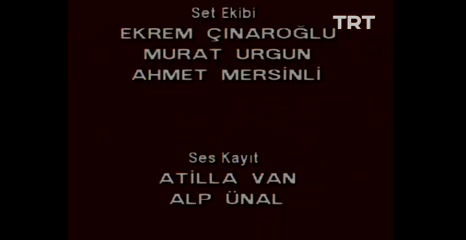 Set Ekibi
TRT
EKREM ÇINAROĞLU
MURAT URGUN
AHMET MERSİNLİ
Ses Kayıt
ATİLLA VAN
ALP ÜNAL